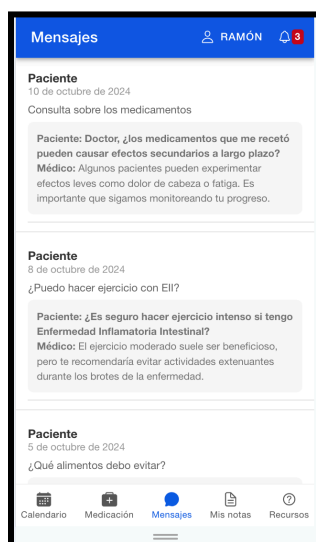 Mensajes
RAMÓN
3
Paciente
10 de octubre de 2024
Consulta sobre los medicamentos
Paciente: Doctor, ¿los medicamentos que me recetó
pueden causar efectos secundarios a largo plazo?
Médico: Algunos pacientes pueden experimentar
efectos leves como dolor de cabeza o fatiga. Es
importante que sigamos monitoreando tu progreso.
Paciente
8 de octubre de 2024
¿Puedo hacer ejercicio con EII?
Paciente: ¿Es seguro hacer ejercicio intenso si tengo
Enfermedad Inflamatoria Intestinal?
Médico: El ejercicio moderado suele ser beneficioso,
pero te recomendaría evitar actividades extenuantes
durante los brotes de la enfermedad.
Paciente
5 de octubre de 2024
¿Qué alimentos debo evitar?
Calendario
Medicación
Mensajes
Mis notas
Recursos